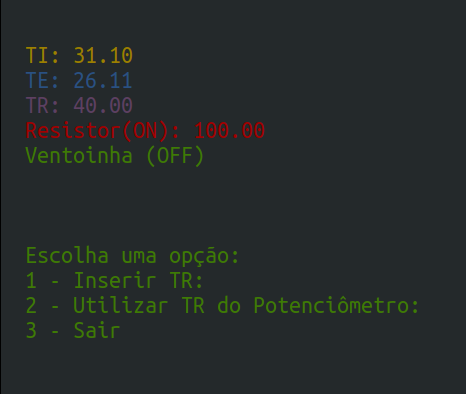 TI: 31.10
TE: 26.11
TR: 40.00
Resistor(ON): 100.00
Ventoinha (OFF)
Escolha uma opção:
1 - Inserir TR:
2 - Utilizar TR do Potenciômetro:
3 - Sair